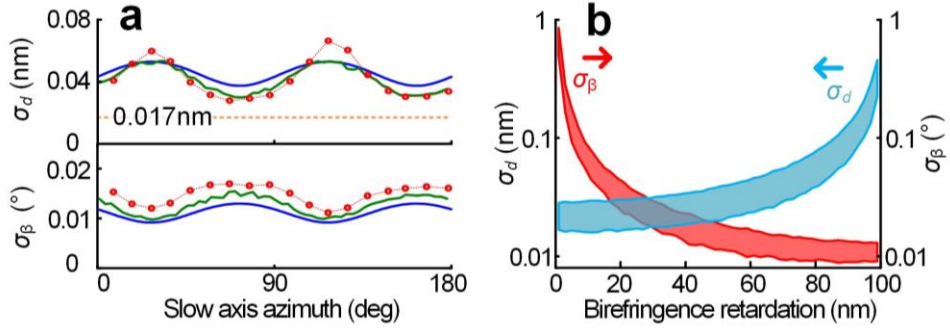 a
0.08
0.04
0
σd (nm)
0.017nm
0.02
0.01
0
σβ (°)
0
90
180
Slow axis azimuth (deg)
b
1
0.1
0.01
σd (nm)
σβ
σd
1
0.1
0.01
σβ (°)
0
20
40
60
80
100
Birefringence retardation (nm)